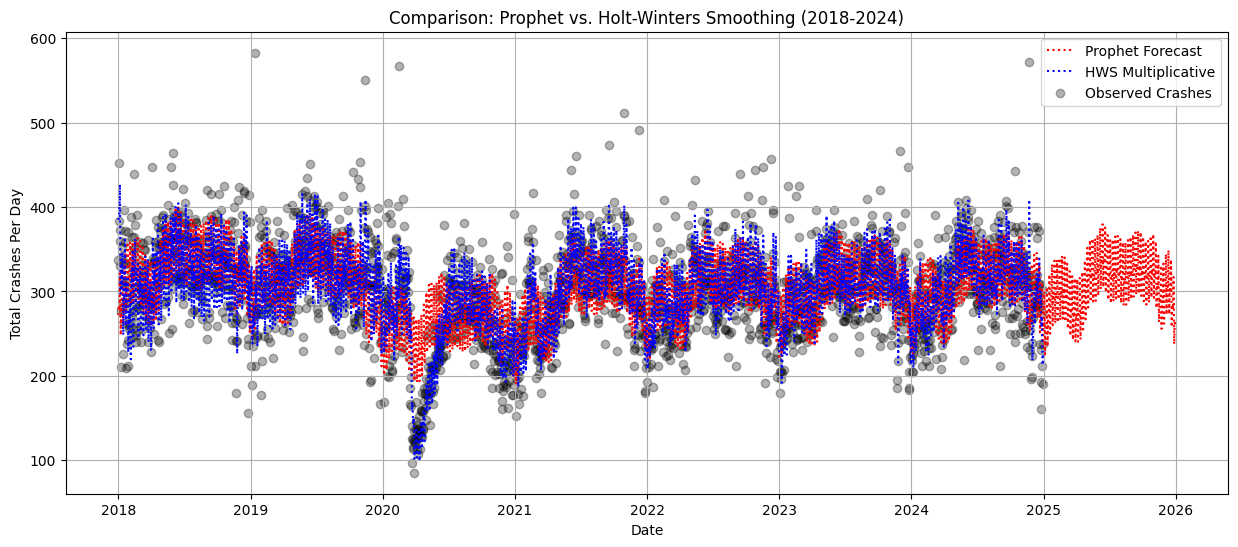 Comparison: Prophet vs. Holt-Winters Smoothing (2018-2024)
Prophet Forecast
HWS Multiplicative
Observed Crashes
Total Crashes Per Day
600
500
400
300
200
100
2018
2019
2020
2021
2022
2023
2024
2025
2026
Date